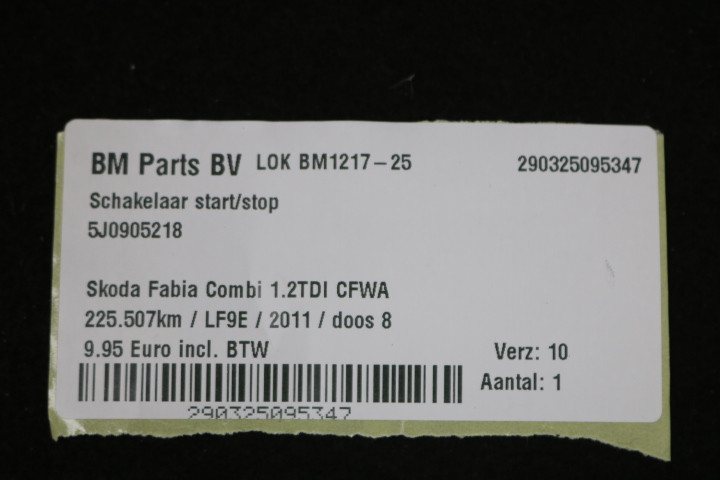 BM Parts BV LOK BM1217-25 290325095347
Schakelaar start/stop
5J0905218
Skoda Fabia Combi 1.2TDI CFWA
225.507km / LF9E / 2011 / doos 8
9.95 Euro incl. BTW Verz: 10
Aantal: 1
290325095347